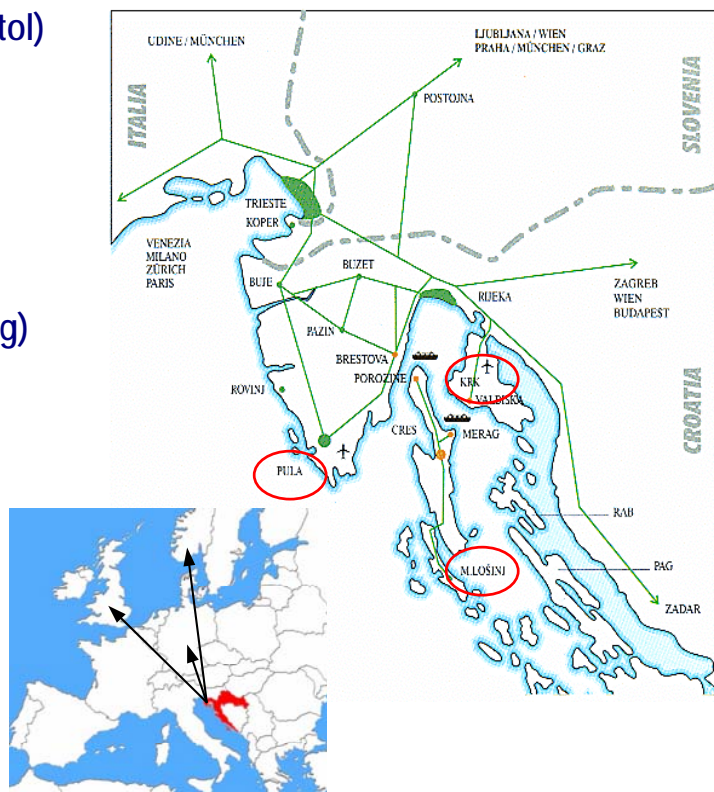 tol)
UDINE / MÜNCHEN
LJUBLJANA / WIEN
PRAHA / MÜNCHEN / GRAZ
ITALIA
SLOVENIA
POSTOJNA
TRIESTE
KOPER
VENEZIA
MILANO
ZÜRICH
PARIS
BUZET
BUJE
ZAGREB
WIEN
BUDAPEST
RIJEKA
g)
PAZIN
BRESTOVA
POROZINE
KRK
VALBISKA
ROVINJ
CROATIA
CRES
MERAG
PULA
RAB
M.LOŠINJ
PAG
ZADAR